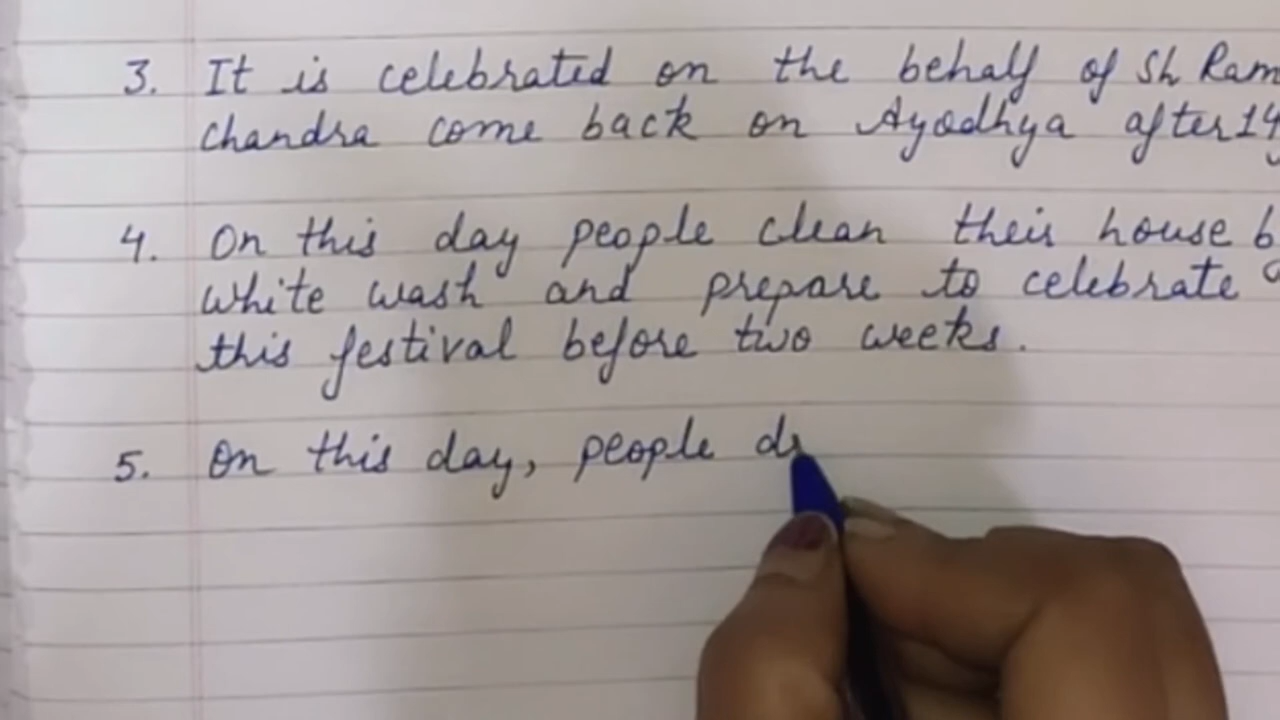 3. It is celebrated on the behalf of Sh Ram
chandra come back on Ayodhya after 14
4. On this day people clean their house
white wash and prepare to celebrate
this festival before two weeks.
5. On this day, people